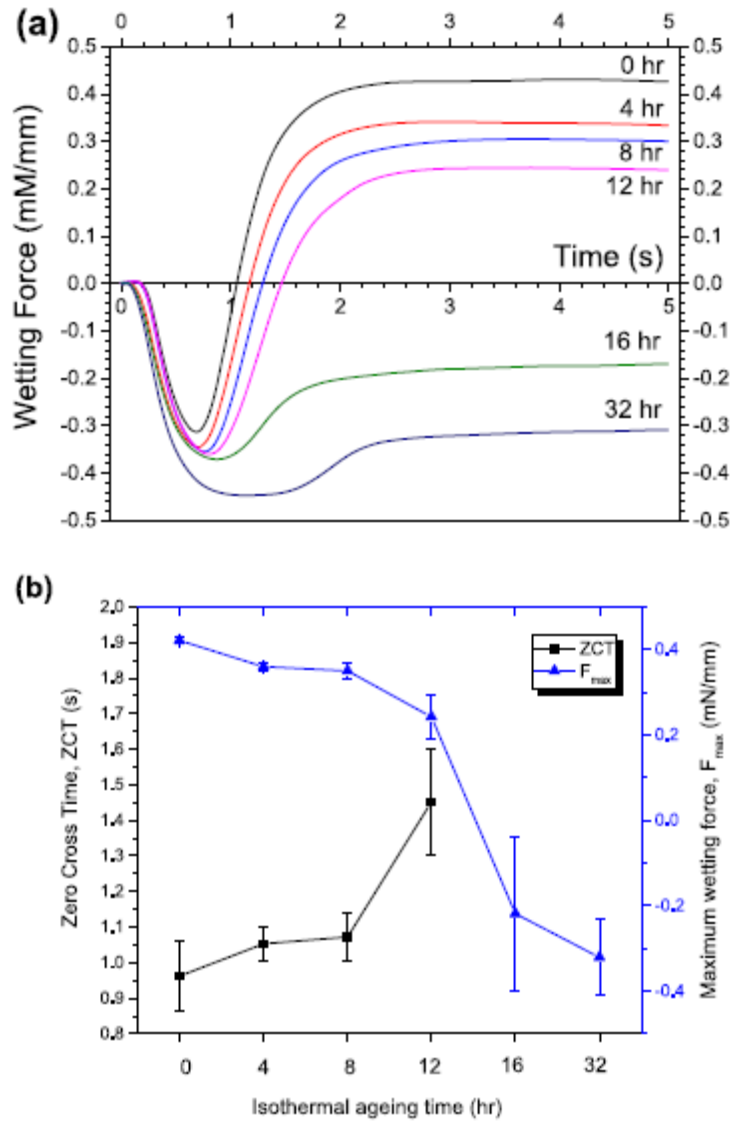 (a)
0 1 2 3 4 5
0.5 0.5
0.4 0.4
0.3 0.3
0.2 0.2
0.1 0.1
0.0 0.0
-0.1 -0.1
-0.2 -0.2
-0.3 -0.3
-0.4 -0.4
-0.5 -0.5
Wetting Force (mM/mm)
0 hr
4 hr
8 hr
12 hr
Time (s)
0 1 2 3 4 5
16 hr
32 hr
(b)
2.0
1.9
1.8
1.7
1.6
1.5
1.4
1.3
1.2
1.1
1.0
0.9
0.8
Zero Cross Time, ZCT (s)
ZCT
Fmax
0.4
0.2
0.0
-0.2
-0.4
Maximum wetting force, Fmax (mN/mm)
0 4 8 12 16 32
Isothermal ageing time (hr)